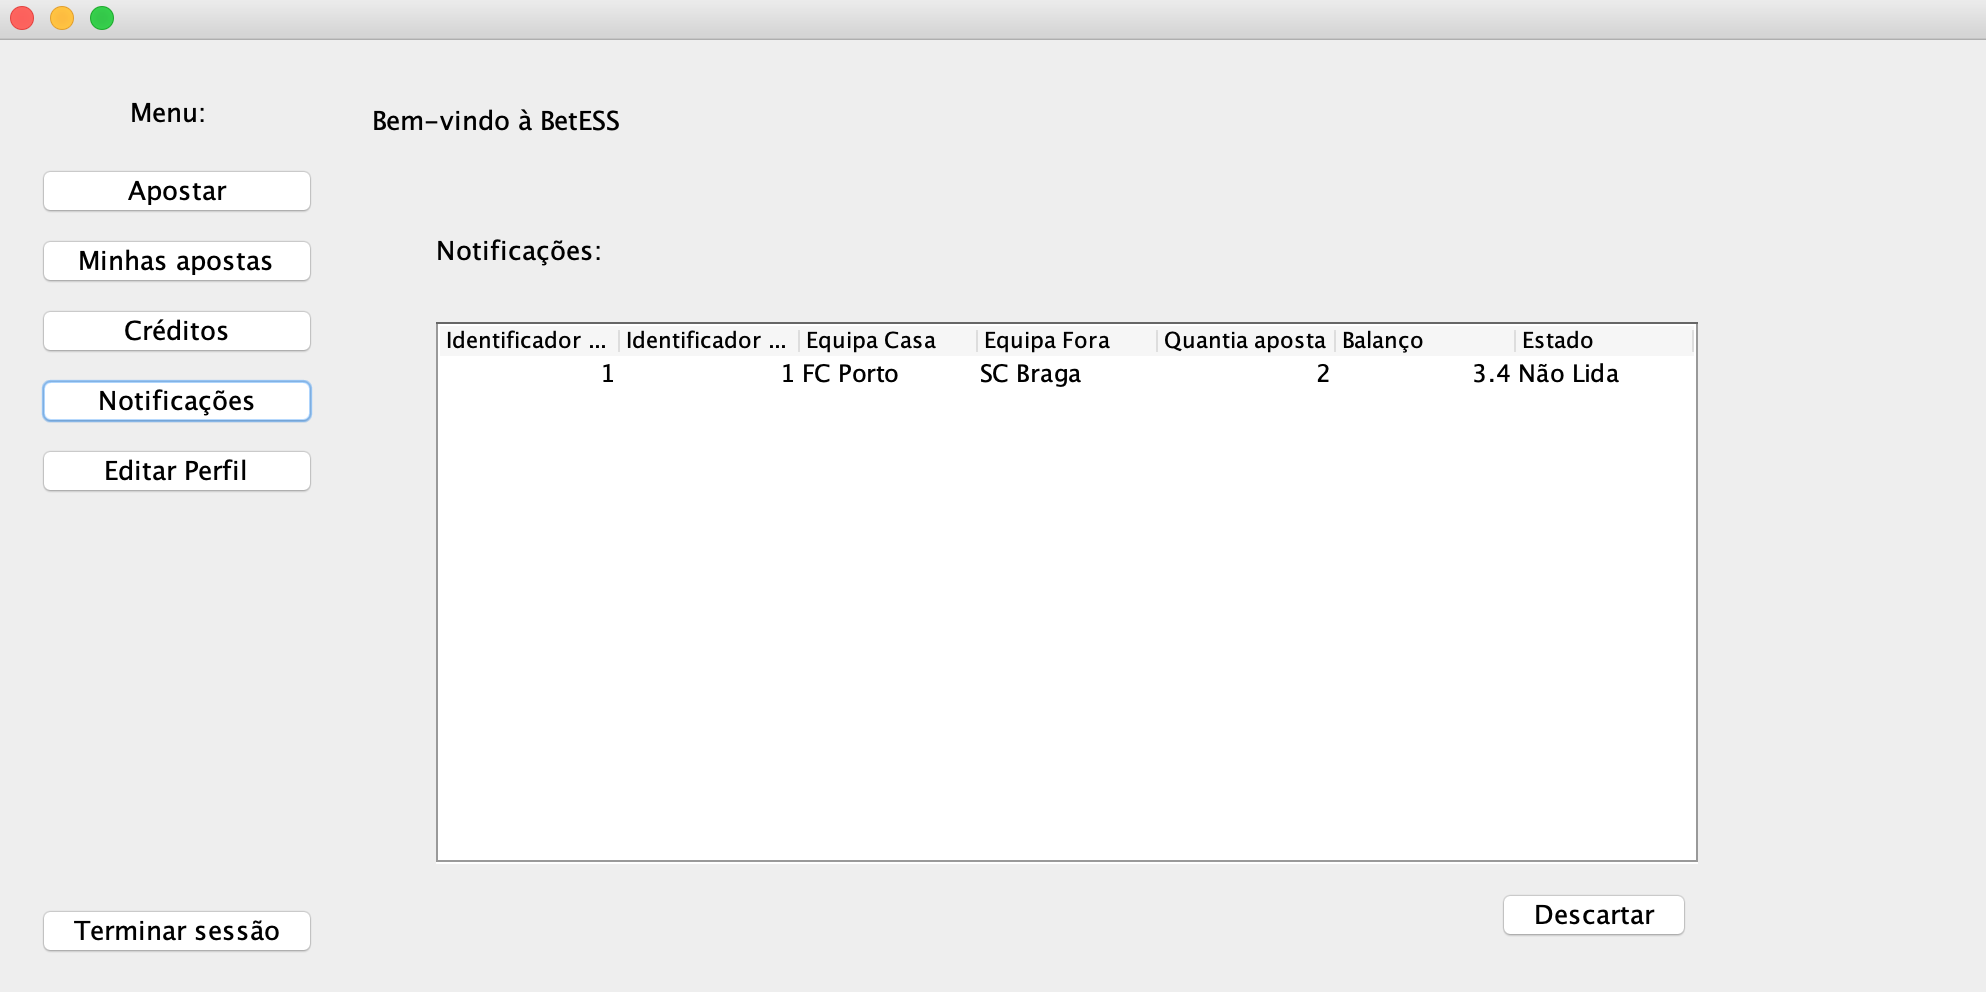 Menu:
Bem-vindo à BetESS
Apostar
Minhas apostas
Créditos
Notificações
Editar Perfil
Terminar sessão
Notificações:
Identificador ... Identificador ... Equipa Casa Equipa Fora Quantia aposta Balanço Estado
1 1 FC Porto SC Braga 2 3.4 Não Lida
Descartar